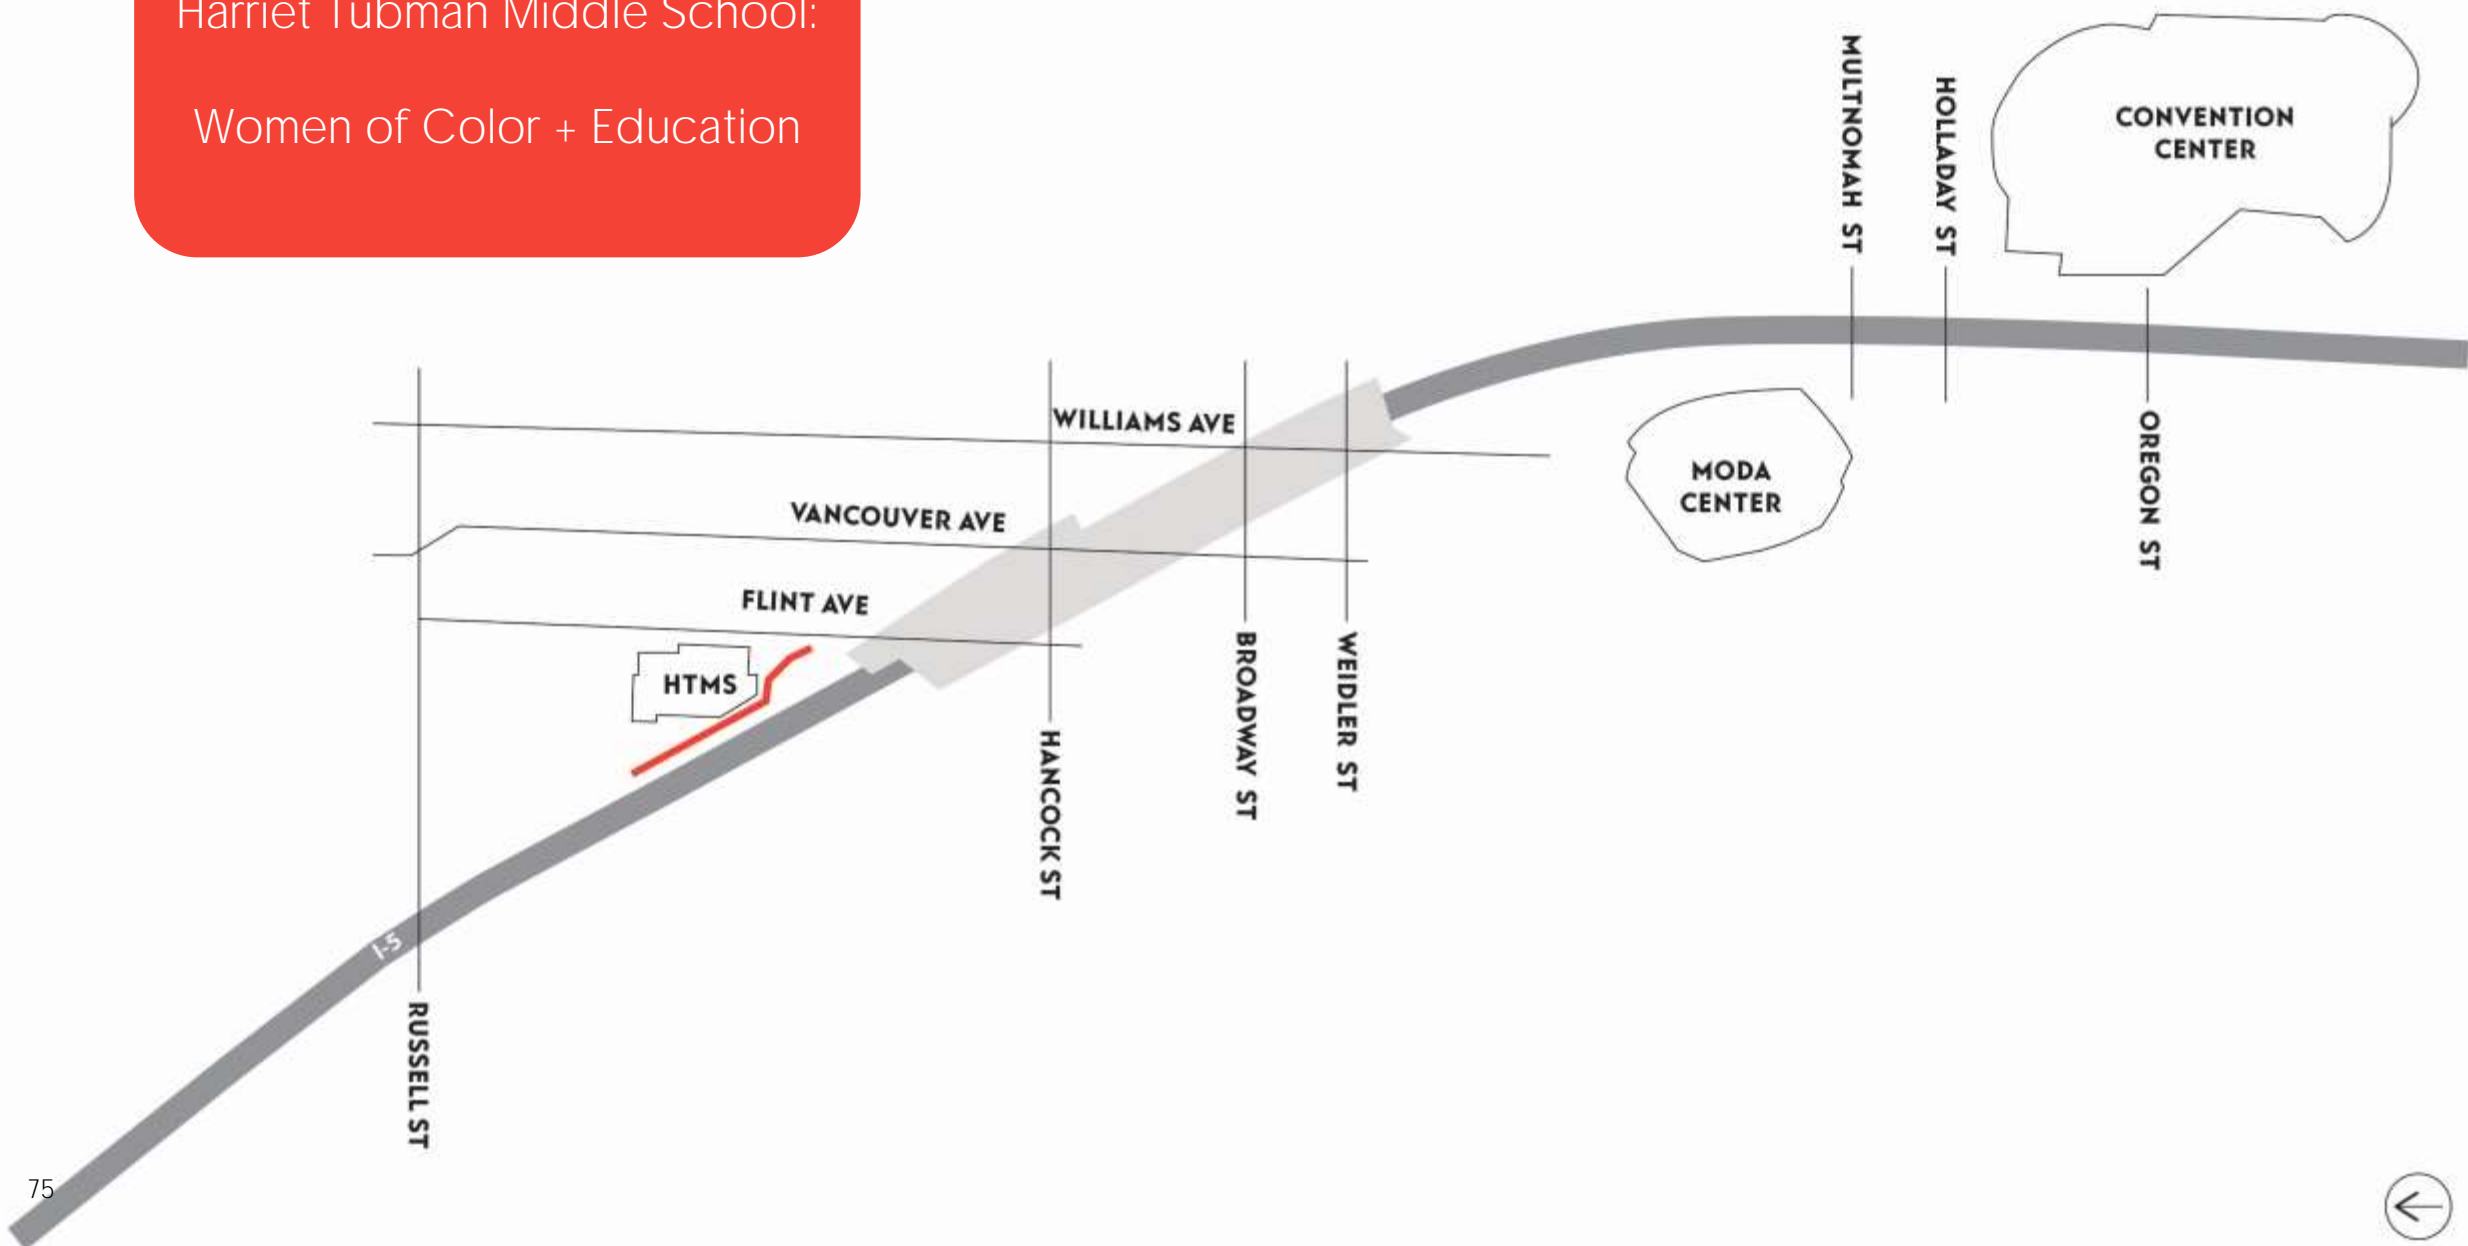 Harriet Tubman Middle School:
Women of Color + Education
MULTNOMAH ST
HOLLADAY ST
CONVENTION
CENTER
WILLIAMS AVE
MODA
CENTER
OREGON ST
VANCOUVER AVE
FLINT AVE
HTMS
BROADWAY ST
WEIDLER ST
HANCOCK ST
I-5
RUSSELL ST
75